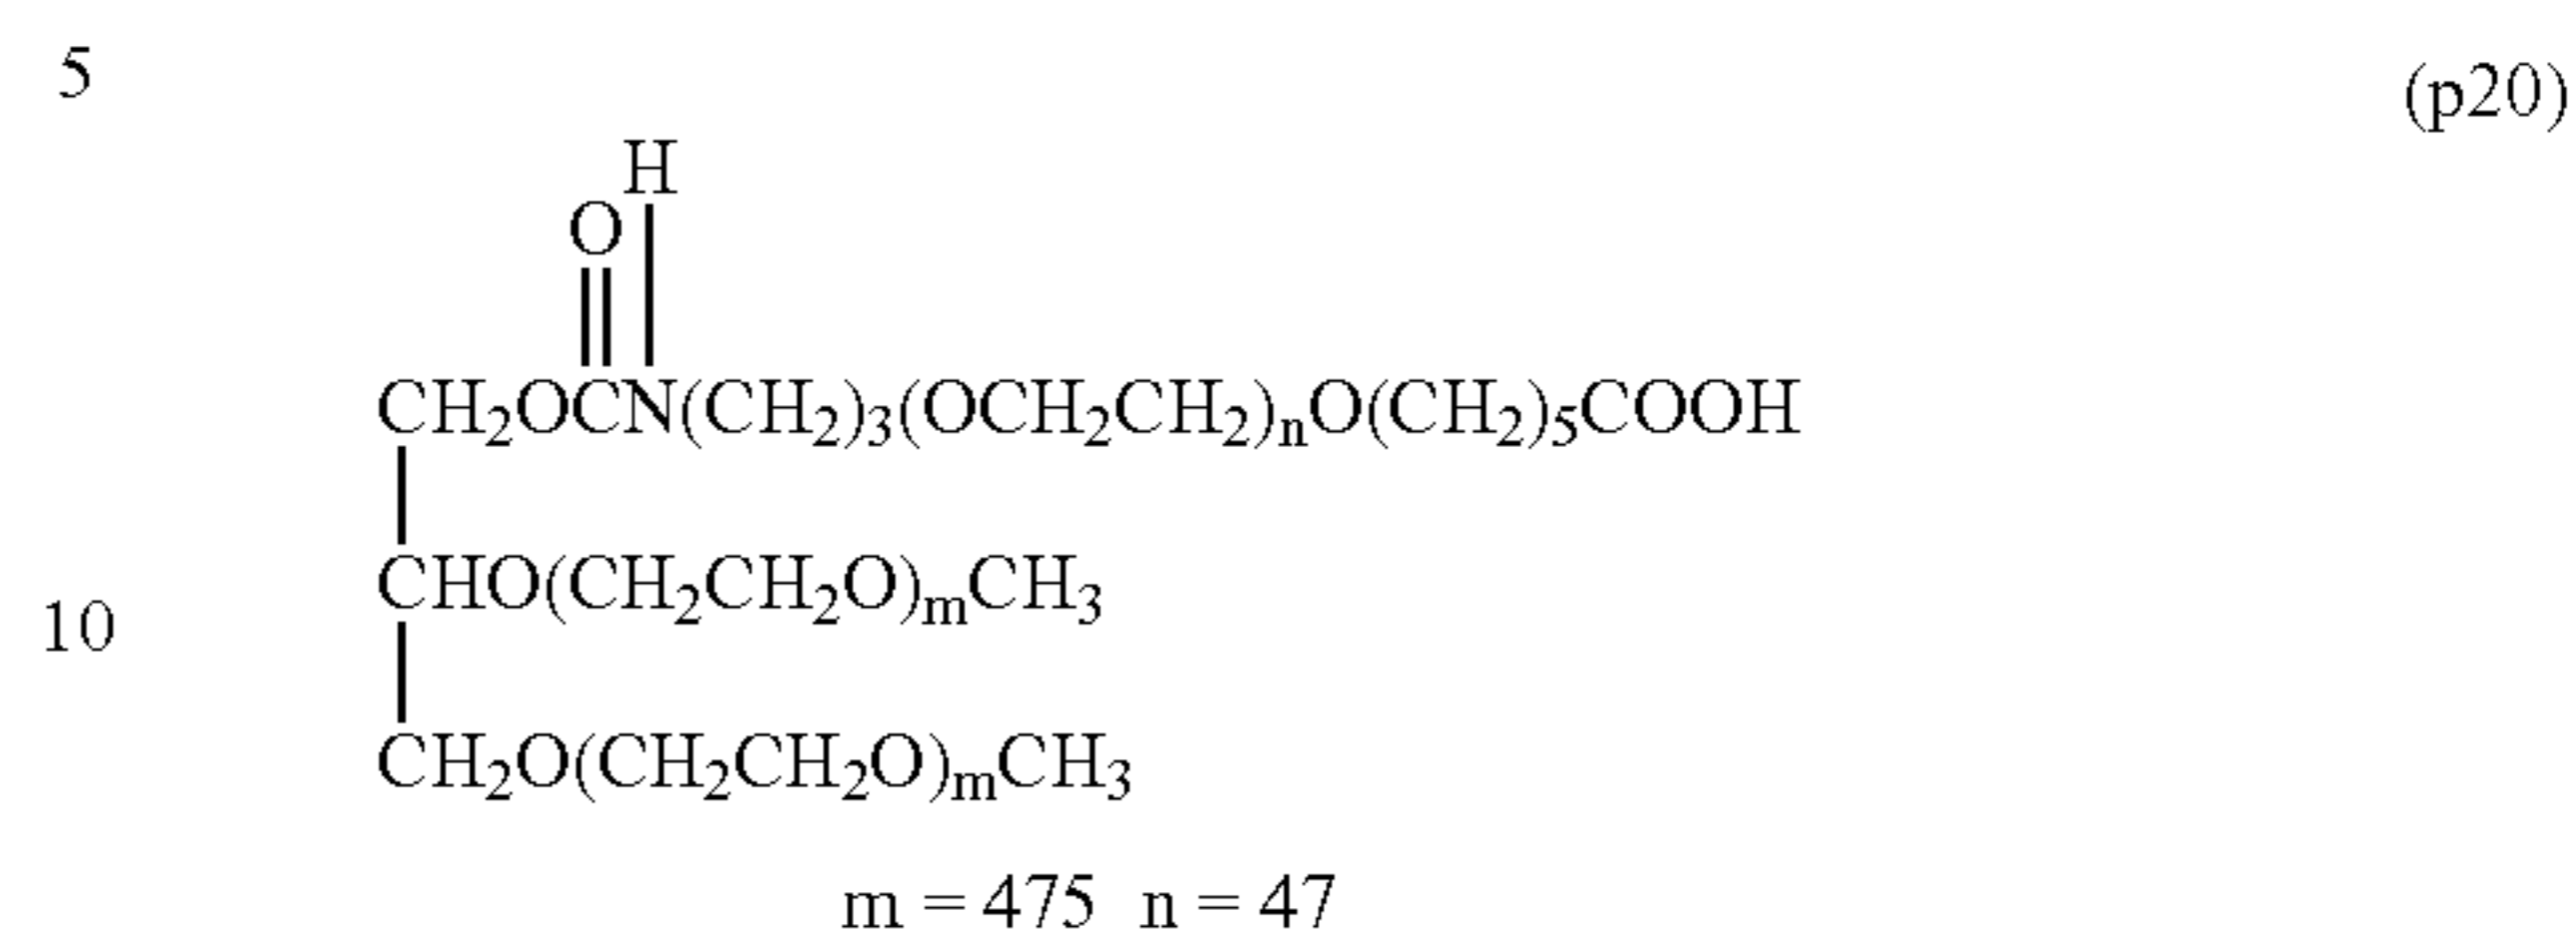 5
(p20)
H
O
CH₂OCN(CH₂)₃(OCH₂CH₂)ₙO(CH₂)₅COOH
CHO(CH₂CH₂O)ₘCH₃
10
CH₂O(CH₂CH₂O)ₘCH₃
m = 475 n = 47